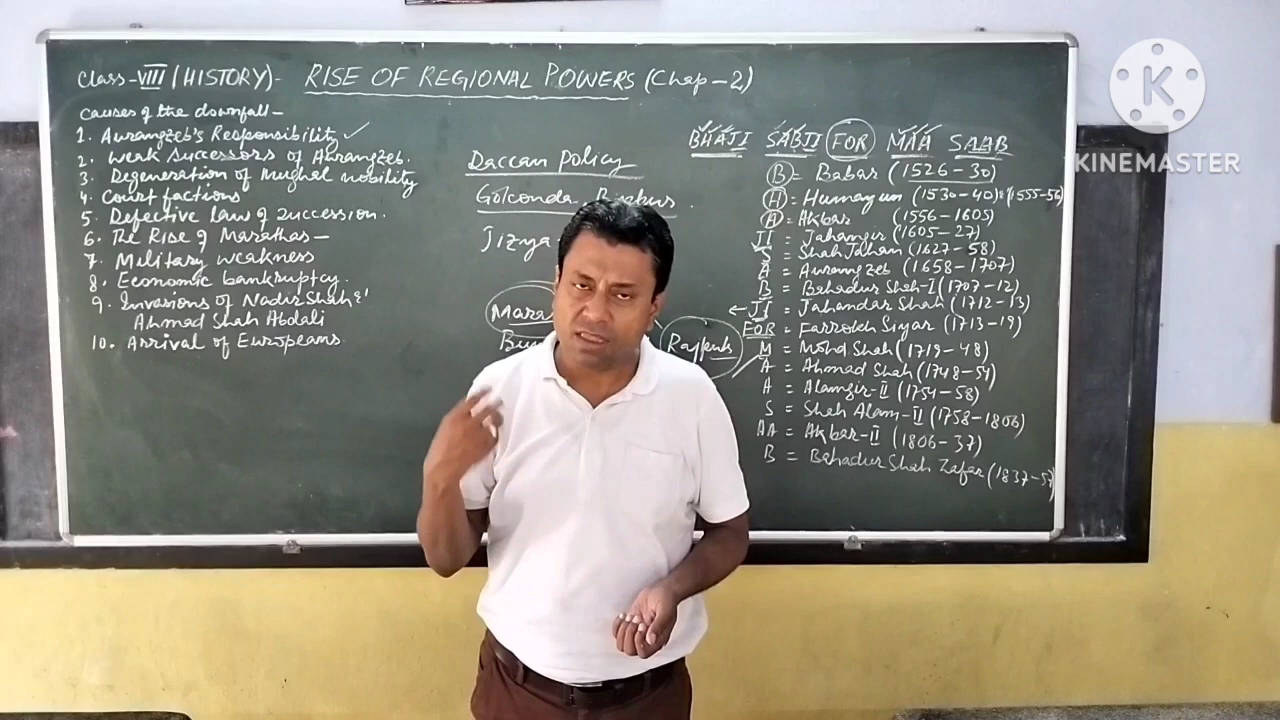 Class-VIII (HISTORY)- RISE OF REGIONAL POWERS (Chap-2)
Causes of the downfall-
1. Aurangzeb's Responsibility ✓
2. Weak Successors of Aurangzeb.
3. Degeneration of Mughal nobility
4. Court factions
5. Defective law of succession.
6. The Rise of Marathas-
7. Military weakness
8. Economic bankruptcy.
9. Invasions of Nadir Shah &
Ahmad Shah Abdali
10. Arrival of Europeans
Daccan Policy
Golconda
Jizya
Mara
Rajputs
BHAJI SABJI FOR MAA SAAB
B = Babar (1526-30)
H = Humayun (1530-40) & (1555-56)
A = Akbar (1556-1605)
JI = Jahangir (1605-27)
S = Shah Jahan (1627-58)
A = Aurangzeb (1658-1707)
B = Bahadur Shah-I (1707-12)
JI = Jahandar Shah (1712-13)
FOR = Farrokh Siyar (1713-19)
M = Mohd Shah (1719-48)
A = Ahmad Shah (1748-54)
A = Alamgir-II (1754-58)
S = Shah Alam-II (1758-1806)
AA = Akbar-II (1806-37)
B = Bahadur Shah Zafar (1837-57)
K
KINEMASTER